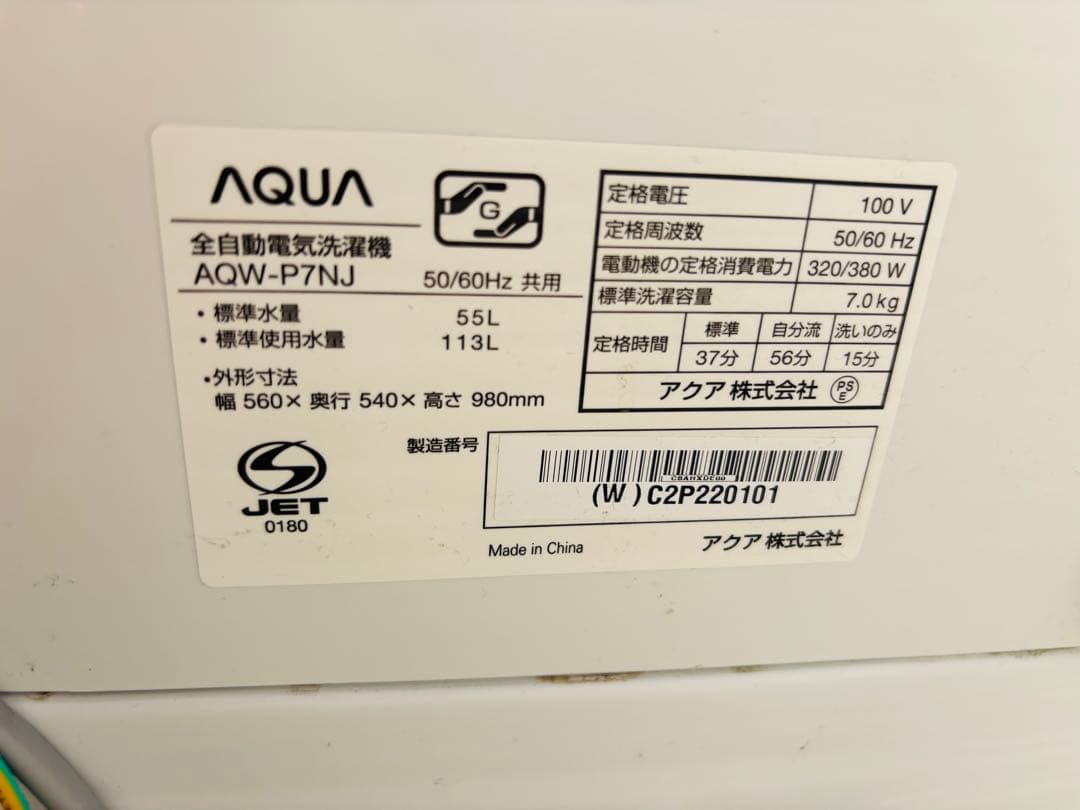 AQUA
G
全自動電気洗濯機
AQW-P7NJ
50/60Hz 共用
・標準水量 55L
・標準使用水量 113L
・外形寸法
幅 560× 奥行 540× 高さ 980mm
定格電圧 100 V
定格周波数 50/60 Hz
電動機の定格消費電力 320/380 W
標準洗濯容量 7.0kg
定格時間 標準 自分流 洗いのみ
37分 56分 15分
アクア 株式会社 PSE
JET
0180
製造番号
(W)C2P220101
Made in China
アクア 株式会社